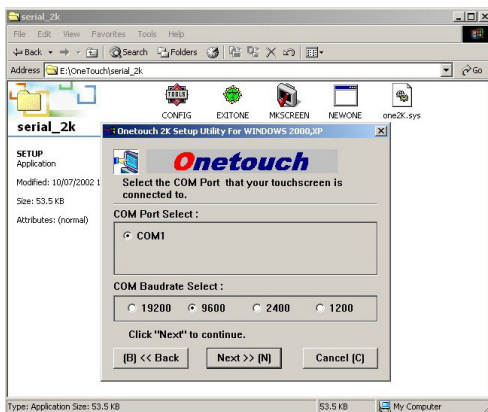 serial_2k
File Edit View Favorites Tools Help
Back Search Folders
Address E:\OneTouch\serial_2k Go
serial_2k
SETUP
Application
Modified: 10/07/2002 1
Size: 53.5 KB
Attributes: (normal)
TOOLS
CONFIG EXITONE MKSCREEN NEWONE one2K.sys
Onetouch 2K Setup Utility For WINDOWS 2000,XP
Onetouch
Select the COM Port that your touchscreen is
connected to.
COM Port Select :
COM1
COM Baudrate Select :
19200 9600 2400 1200
Click "Next" to continue.
(B) << Back Next >> (N) Cancel (C)
Type: Application Size: 53.5 KB 53.5 KB My Computer